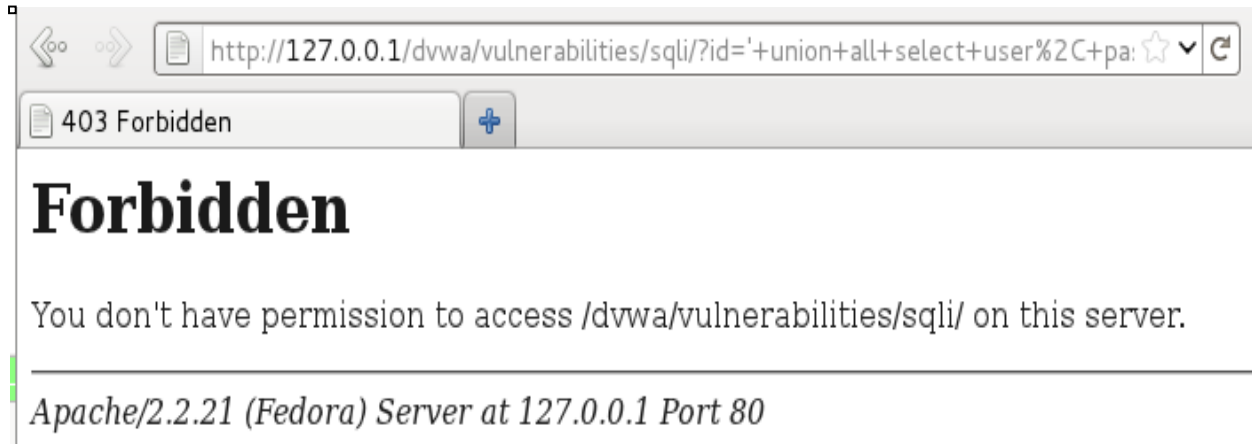 http://127.0.0.1/dvwa/vulnerabilities/sqli/?id='+union+all+select+user%2C+pa:
403 Forbidden
Forbidden
You don't have permission to access /dvwa/vulnerabilities/sqli/ on this server.
Apache/2.2.21 (Fedora) Server at 127.0.0.1 Port 80